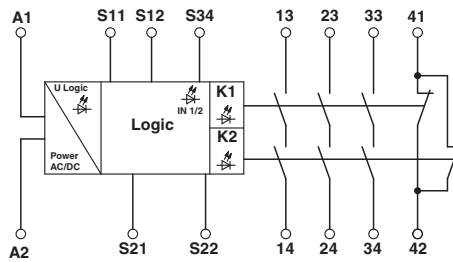 A1 S11 S12 S34 13 23 33 41
U Logic
IN 1/2
K1
Logic
K2
Power
AC/DC
A2 S21 S22 14 24 34 42